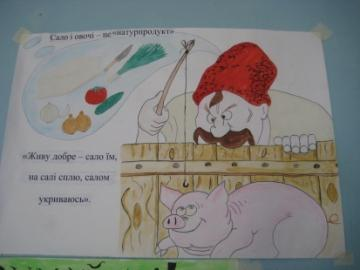 Сало і овочі – це «натурпродукт»
«Живу добре – сало їм,
на салі сплю, салом
укриваюсь».